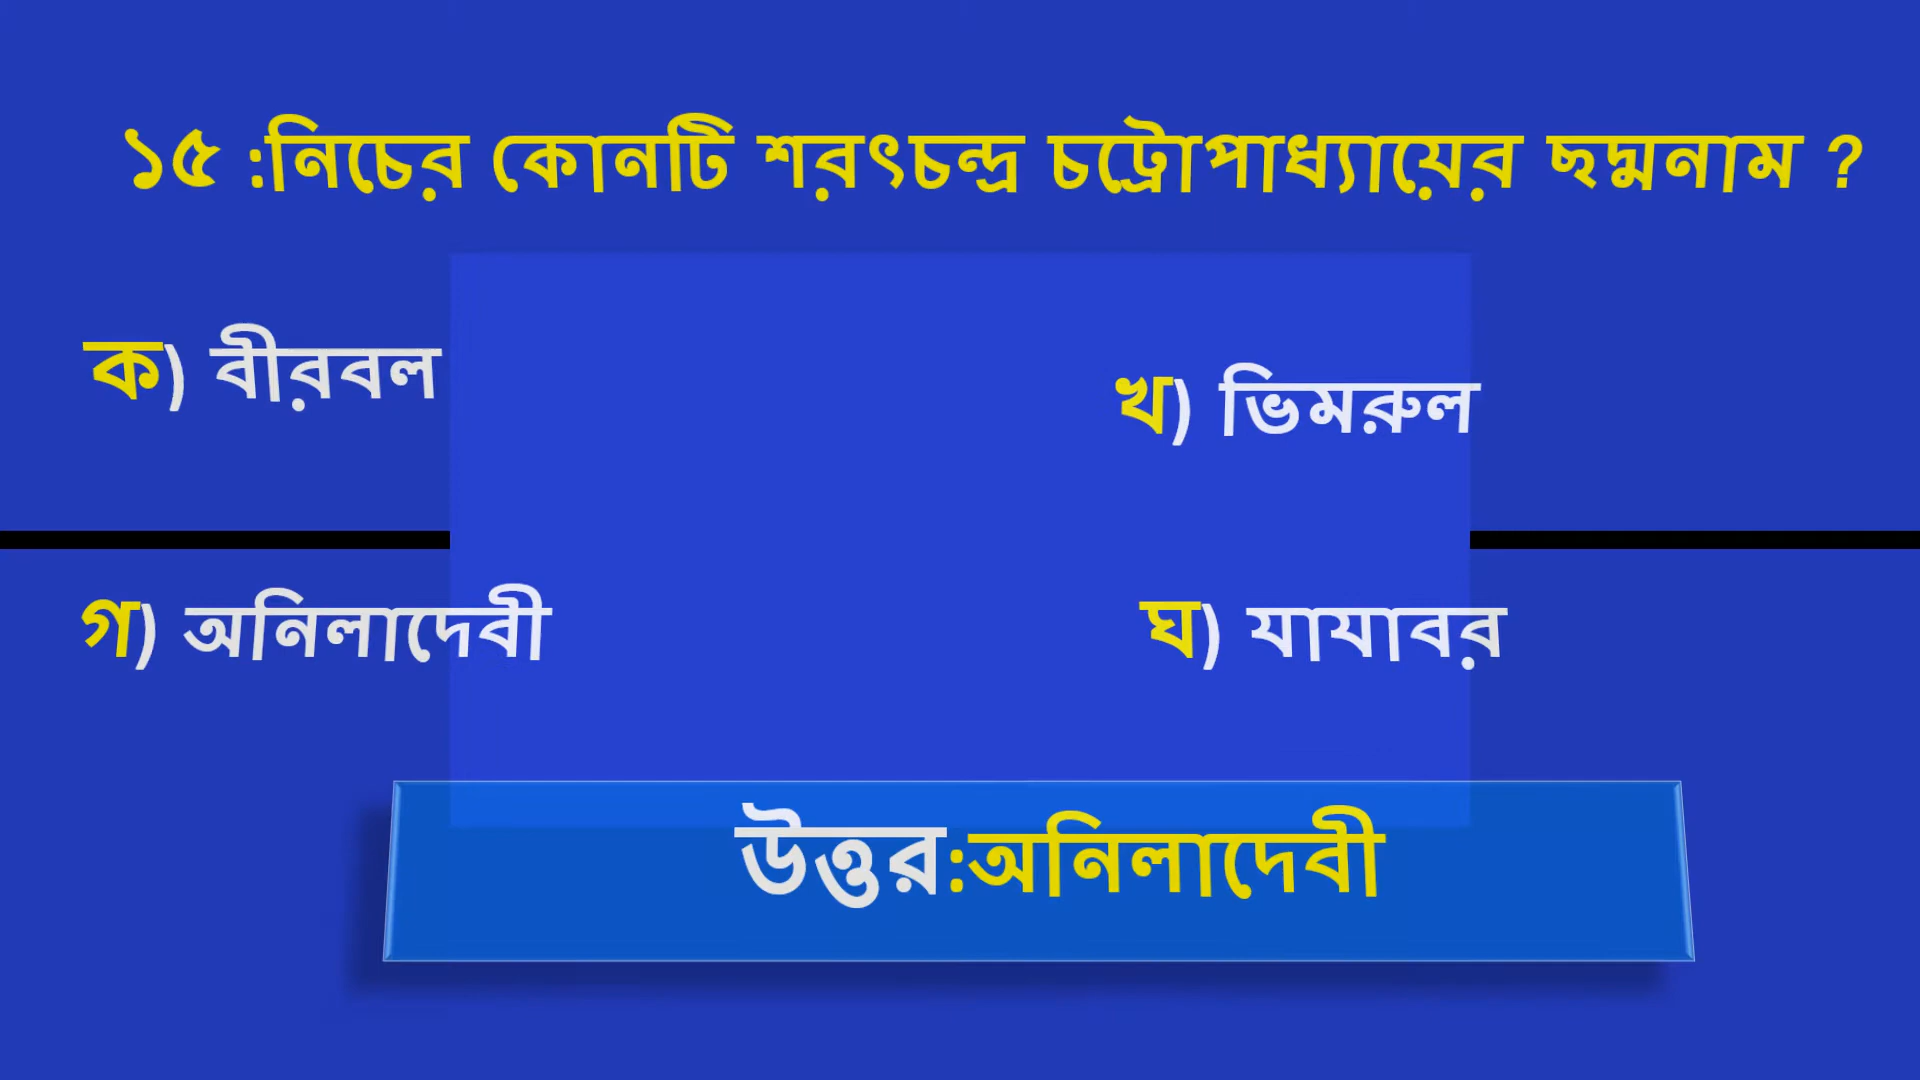 ১৫ :নিচের কোনটি শরৎচন্দ্র চট্রোপাধ্যায়ের ছদ্মনাম ?
ক) বীরবল
খ) ভিমরুল
গ) অনিলাদেবী
ঘ) যাযাবর
উত্তর:অনিলাদেবী